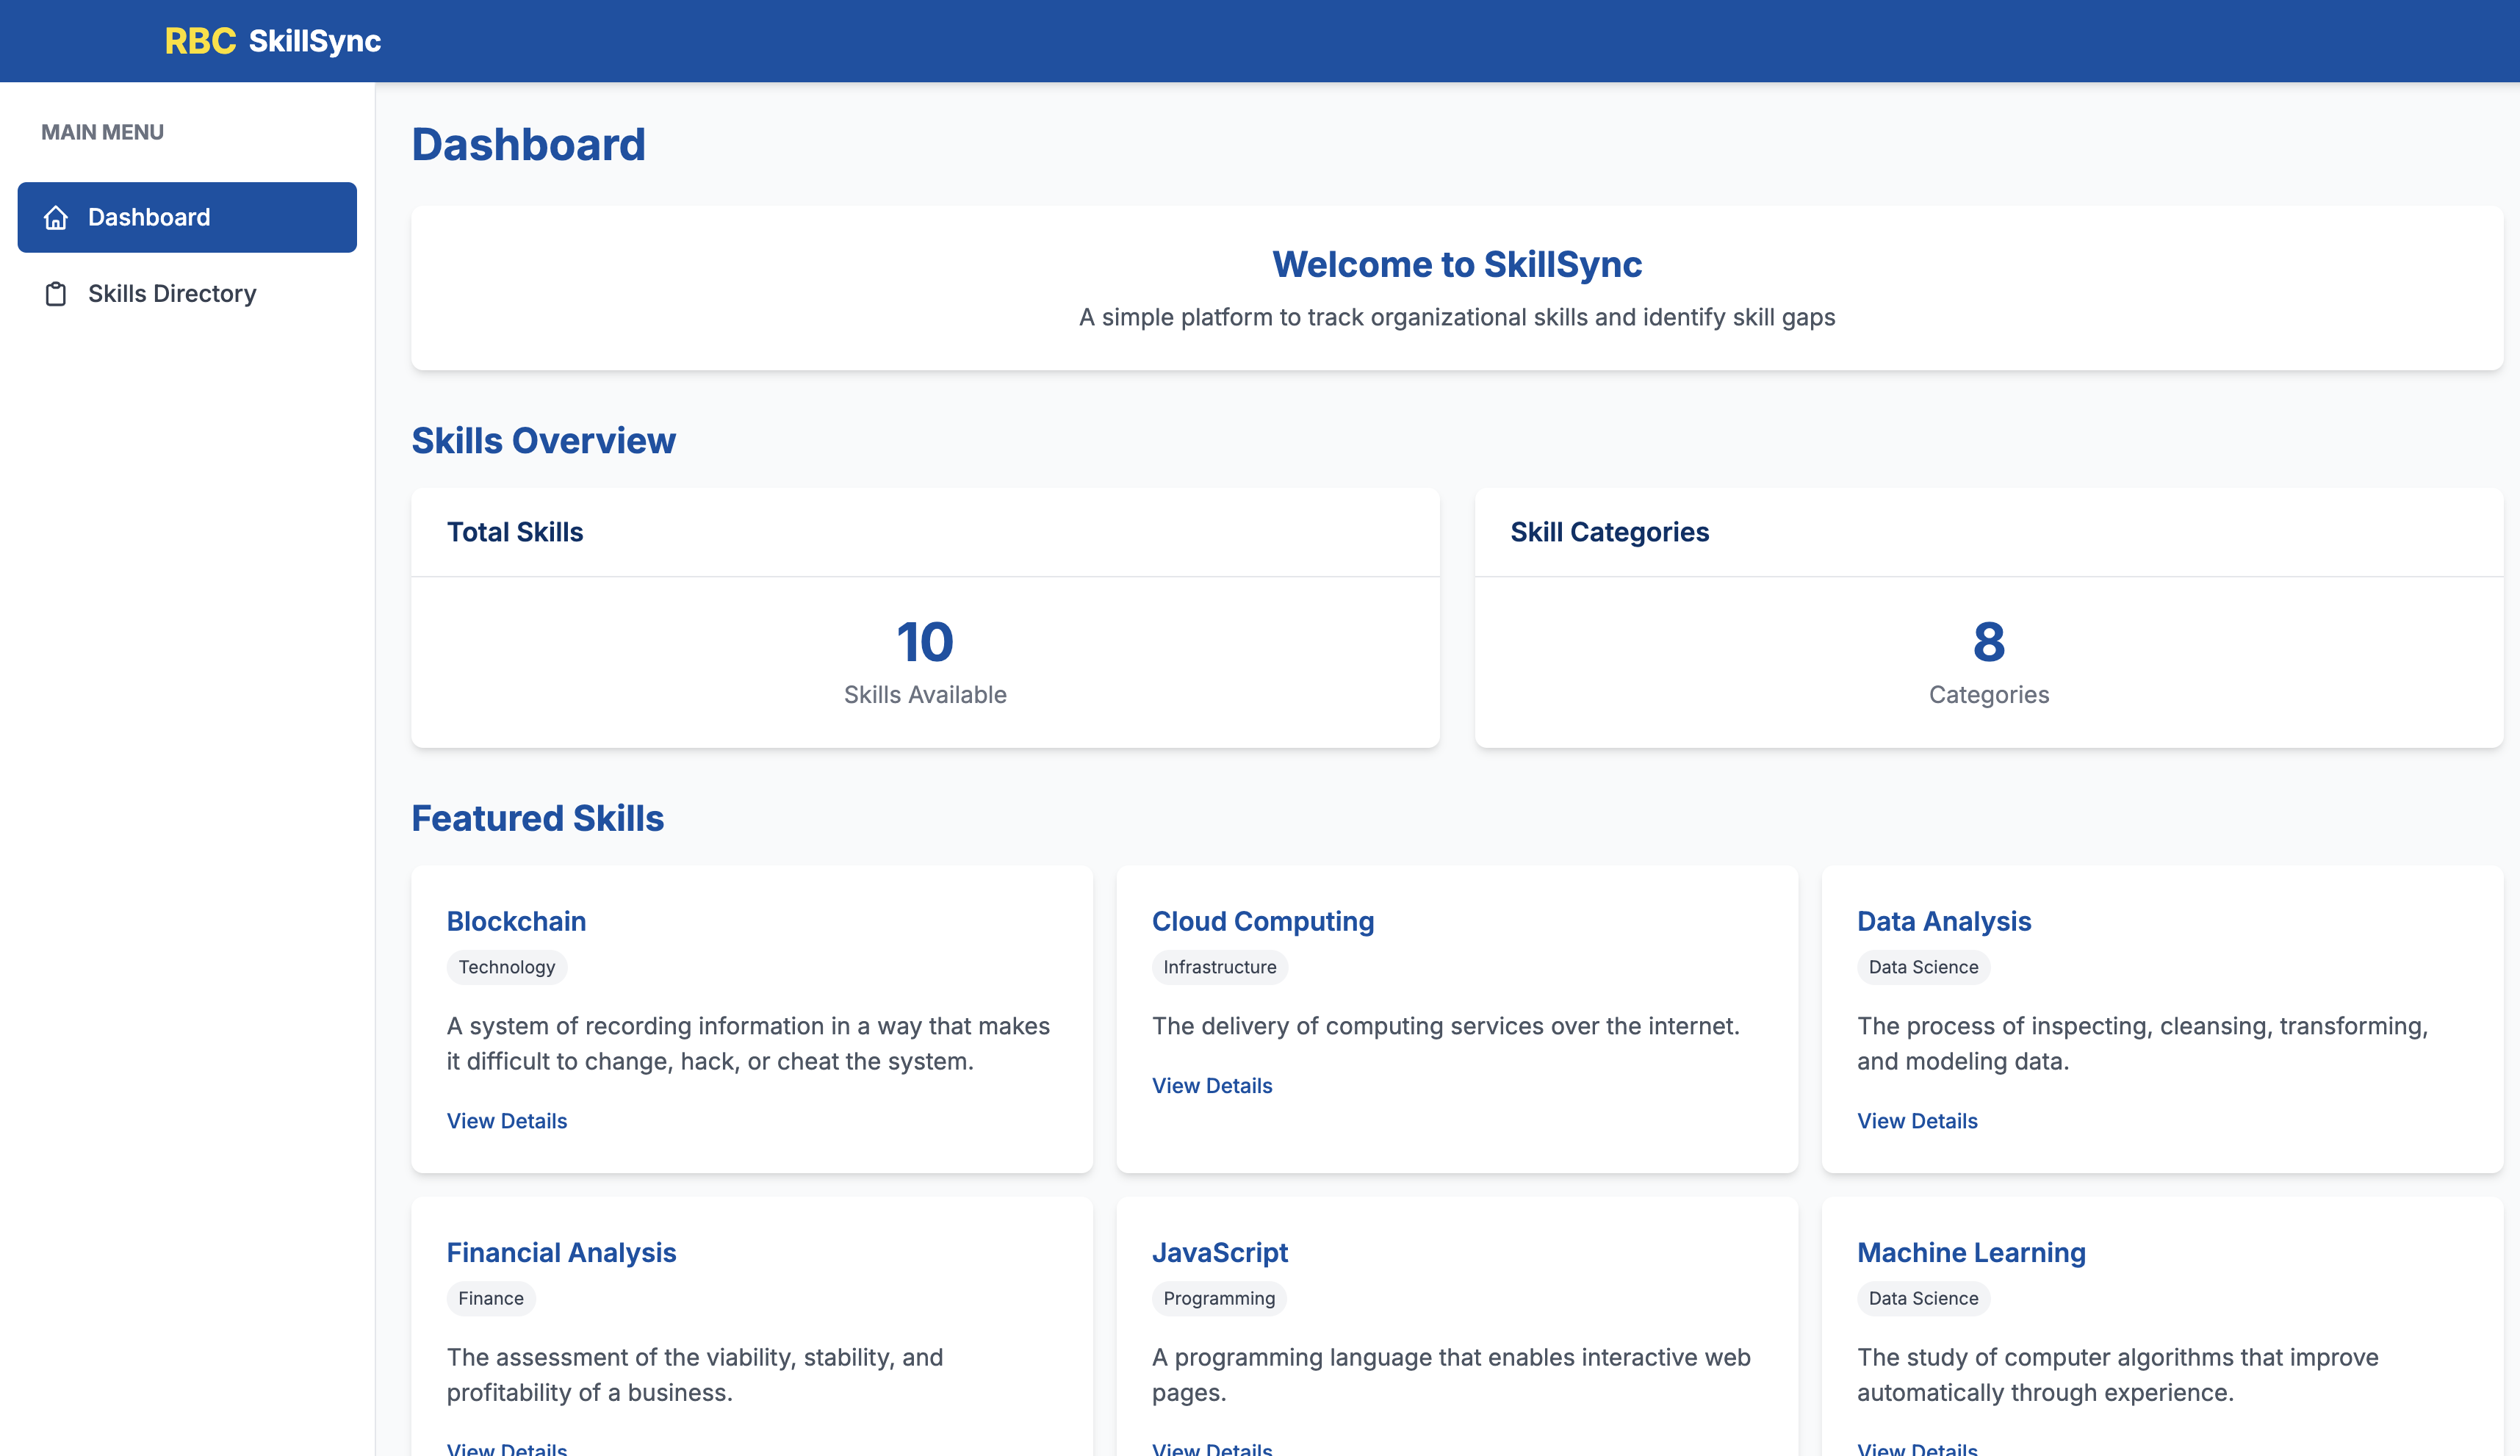 RBC SkillSync
MAIN MENU
Dashboard
Skills Directory
Dashboard
Welcome to SkillSync
A simple platform to track organizational skills and identify skill gaps
Skills Overview
Total Skills
10
Skills Available
Skill Categories
8
Categories
Featured Skills
Blockchain
Technology
A system of recording information in a way that makes
it difficult to change, hack, or cheat the system.
View Details
Cloud Computing
Infrastructure
The delivery of computing services over the internet.
View Details
Data Analysis
Data Science
The process of inspecting, cleansing, transforming,
and modeling data.
View Details
Financial Analysis
Finance
The assessment of the viability, stability, and
profitability of a business.
View Details
JavaScript
Programming
A programming language that enables interactive web
pages.
View Details
Machine Learning
Data Science
The study of computer algorithms that improve
automatically through experience.
View Details